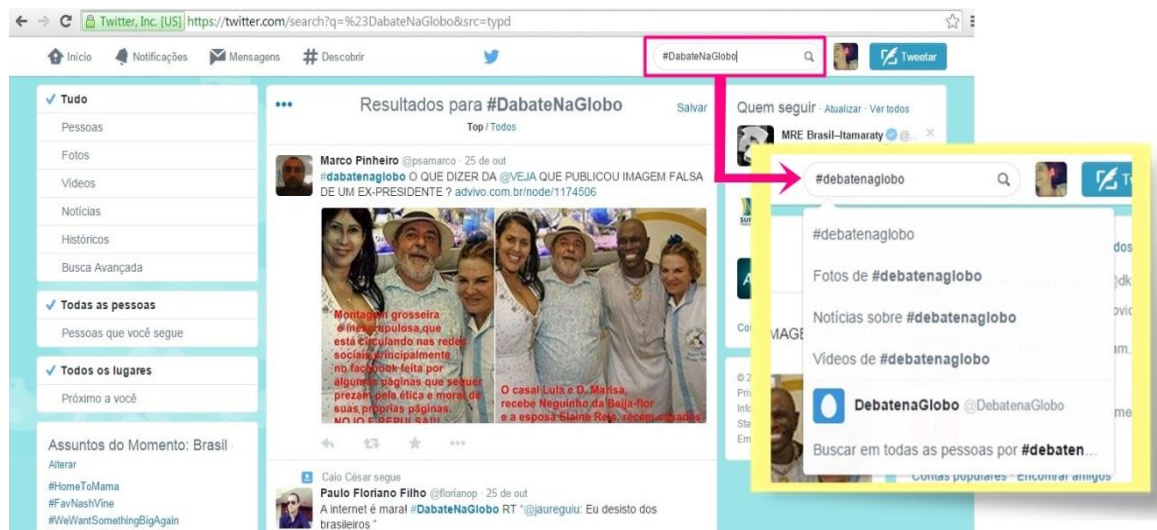 Twitter, Inc. [US] https://twitter.com/search?q=%23DabateNaGlobo&src=typd
Início Notificações Mensagens # Descobrir
#DabateNaGlobo
Tweetar
Tudo
Pessoas
Fotos
Vídeos
Notícias
Históricos
Busca Avançada
Todas as pessoas
Pessoas que você segue
Todos os lugares
Próximo a você
Assuntos do Momento: Brasil ·
Alterar
#HomeToMama
#FavNashVine
#WeWantSomethingBigAgain
Resultados para #DabateNaGlobo
Salvar
Top / Todos
Marco Pinheiro @psamarco · 25 de out
#dabatenaglobo O QUE DIZER DA @VEJA QUE PUBLICOU IMAGEM FALSA
DE UM EX-PRESIDENTE ? advivo.com.br/node/1174506
Montagem grosseira
e inescrupulosa,que
está circulando nas redes
sociais principalmente
no facebook feita por
algumas páginas que sequer
prezam pela ética e moral de
suas próprias páginas.
O casal Lula e D. Marisa,
recebe Neguinho da Beija-flor
e a esposa Elaine Reis, recém-casados
Caio César segue
Paulo Floriano Filho @florianop · 25 de out
A internet é mara! #DabateNaGlobo RT "@jaureguiu: Eu desisto dos
brasileiros "
Quem seguir · Atualizar · Ver todos
MRE Brasil–Itamaraty @..
#debatenaglobo
#debatenaglobo
Fotos de #debatenaglobo
Notícias sobre #debatenaglobo
Vídeos de #debatenaglobo
DebatenaGlobo @DebatenaGlobo
Buscar em todas as pessoas por #debaten...
Contas populares · Encontrar amigos